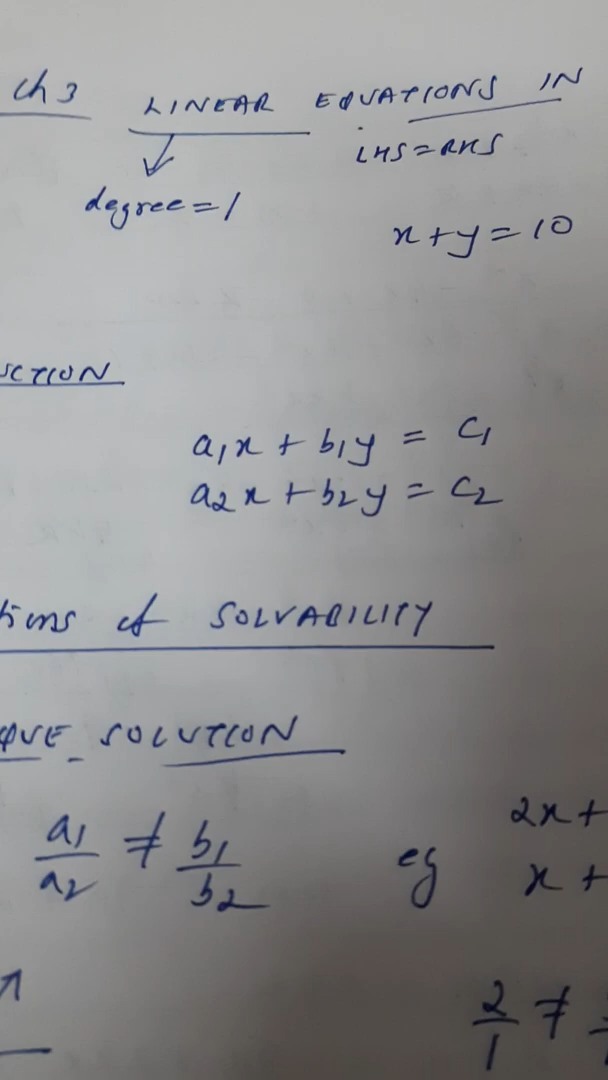 Ch 3 LINEAR EQUATIONS IN
LHS = RHS
degree = 1
x + y = 10
CTION
a1x + b1y = c1
a2x + b2y = c2
of SOLVABILITY
QUE SOLUTION
a1/a2 ≠ b1/b2
eg
2x +
x +
2/1 ≠